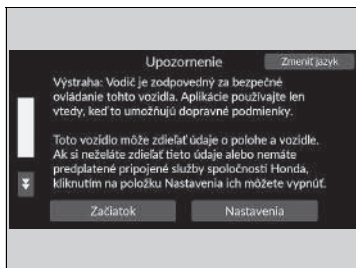 Upozornenie
Zmeniť jazyk
Výstraha: Vodič je zodpovedný za bezpečné
ovládanie tohto vozidla. Aplikácie používajte len
vtedy, keď to umožňujú dopravné podmienky.
Toto vozidlo môže zdieľať údaje o polohe a vozidle.
Ak si neželáte zdieľať tieto údaje alebo nemáte
predplatené pripojené služby spoločnosti Honda,
kliknutím na položku Nastavenia ich môžete vypnúť.
Začiatok
Nastavenia